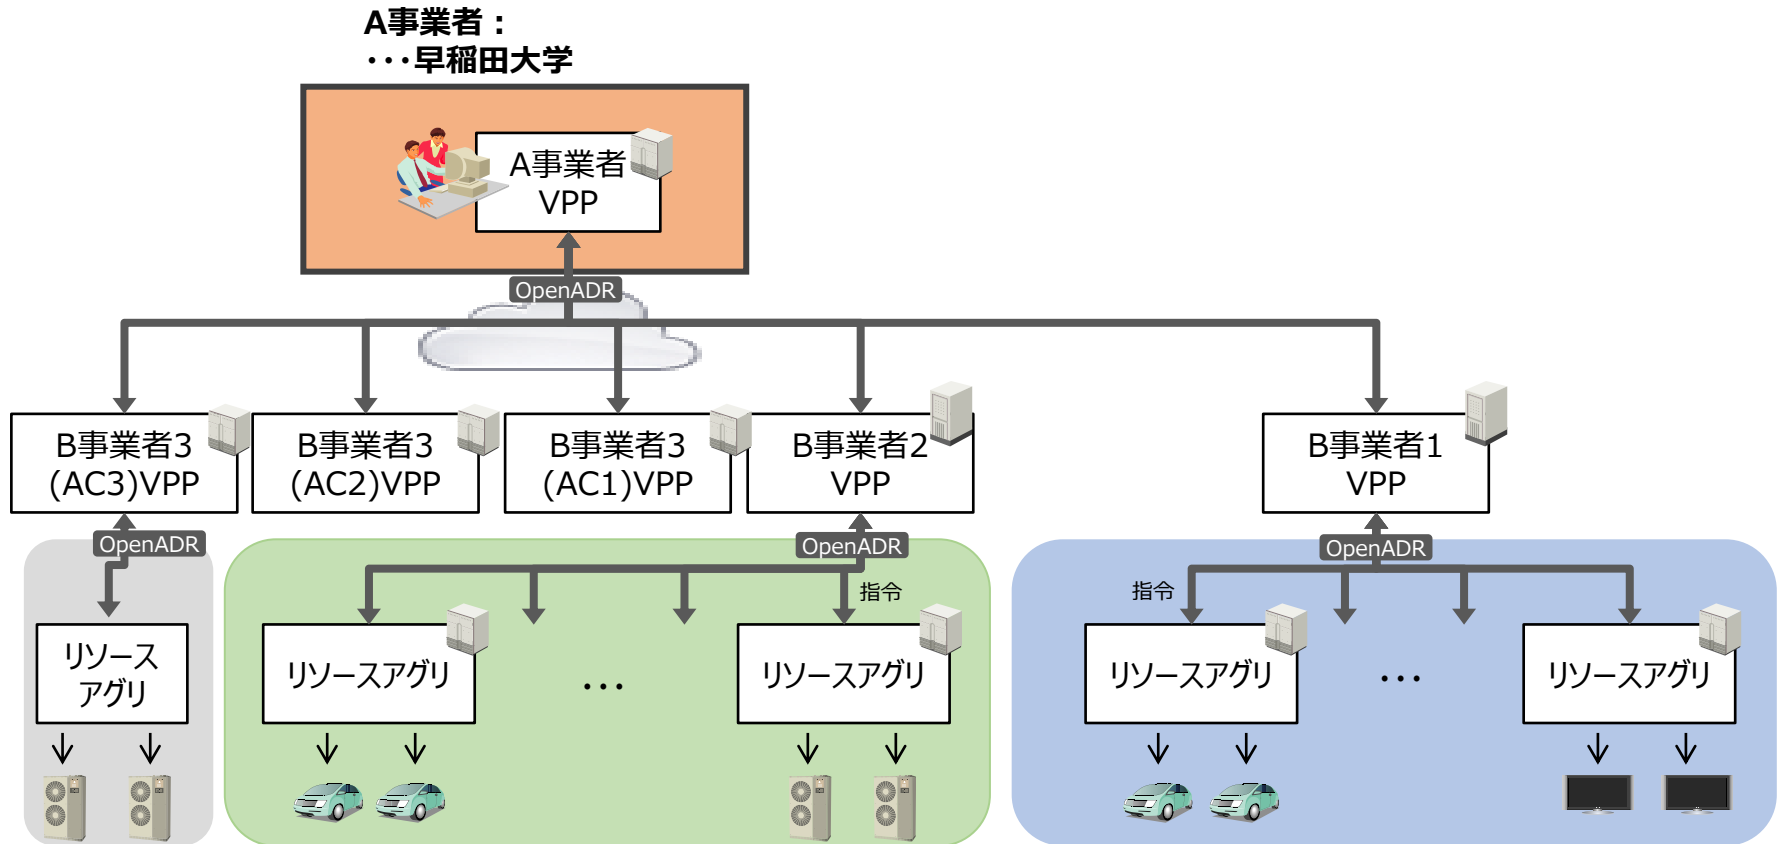 A事業者：
･･･早稲田大学
A事業者
VPP
OpenADR
B事業者3
(AC3)VPP
B事業者3
(AC2)VPP
B事業者3
(AC1)VPP
B事業者2
VPP
B事業者1
VPP
OpenADR
OpenADR
OpenADR
指令
指令
リソース
アグリ
リソースアグリ
…
リソースアグリ
リソースアグリ
…
リソースアグリ